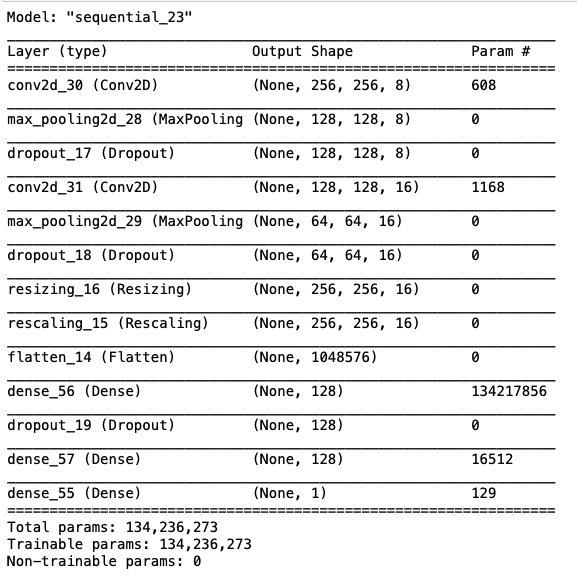 Model: "sequential_23"
Layer (type) Output Shape Param #
conv2d_30 (Conv2D) (None, 256, 256, 8) 608
max_pooling2d_28 (MaxPooling (None, 128, 128, 8) 0
dropout_17 (Dropout) (None, 128, 128, 8) 0
conv2d_31 (Conv2D) (None, 128, 128, 16) 1168
max_pooling2d_29 (MaxPooling (None, 64, 64, 16) 0
dropout_18 (Dropout) (None, 64, 64, 16) 0
resizing_16 (Resizing) (None, 256, 256, 16) 0
rescaling_15 (Rescaling) (None, 256, 256, 16) 0
flatten_14 (Flatten) (None, 1048576) 0
dense_56 (Dense) (None, 128) 134217856
dropout_19 (Dropout) (None, 128) 0
dense_57 (Dense) (None, 128) 16512
dense_55 (Dense) (None, 1) 129
Total params: 134,236,273
Trainable params: 134,236,273
Non-trainable params: 0